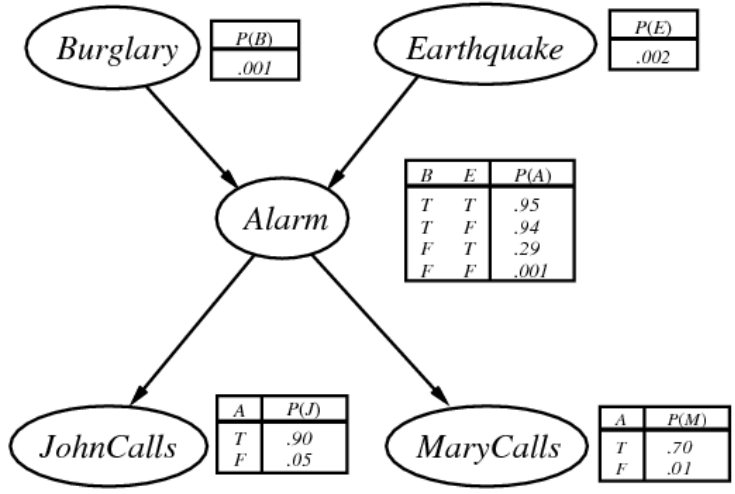 Burglary
P(B)
.001
Earthquake
P(E)
.002
Alarm
B E P(A)
T T .95
T F .94
F T .29
F F .001
JohnCalls
A P(J)
T .90
F .05
MaryCalls
A P(M)
T .70
F .01